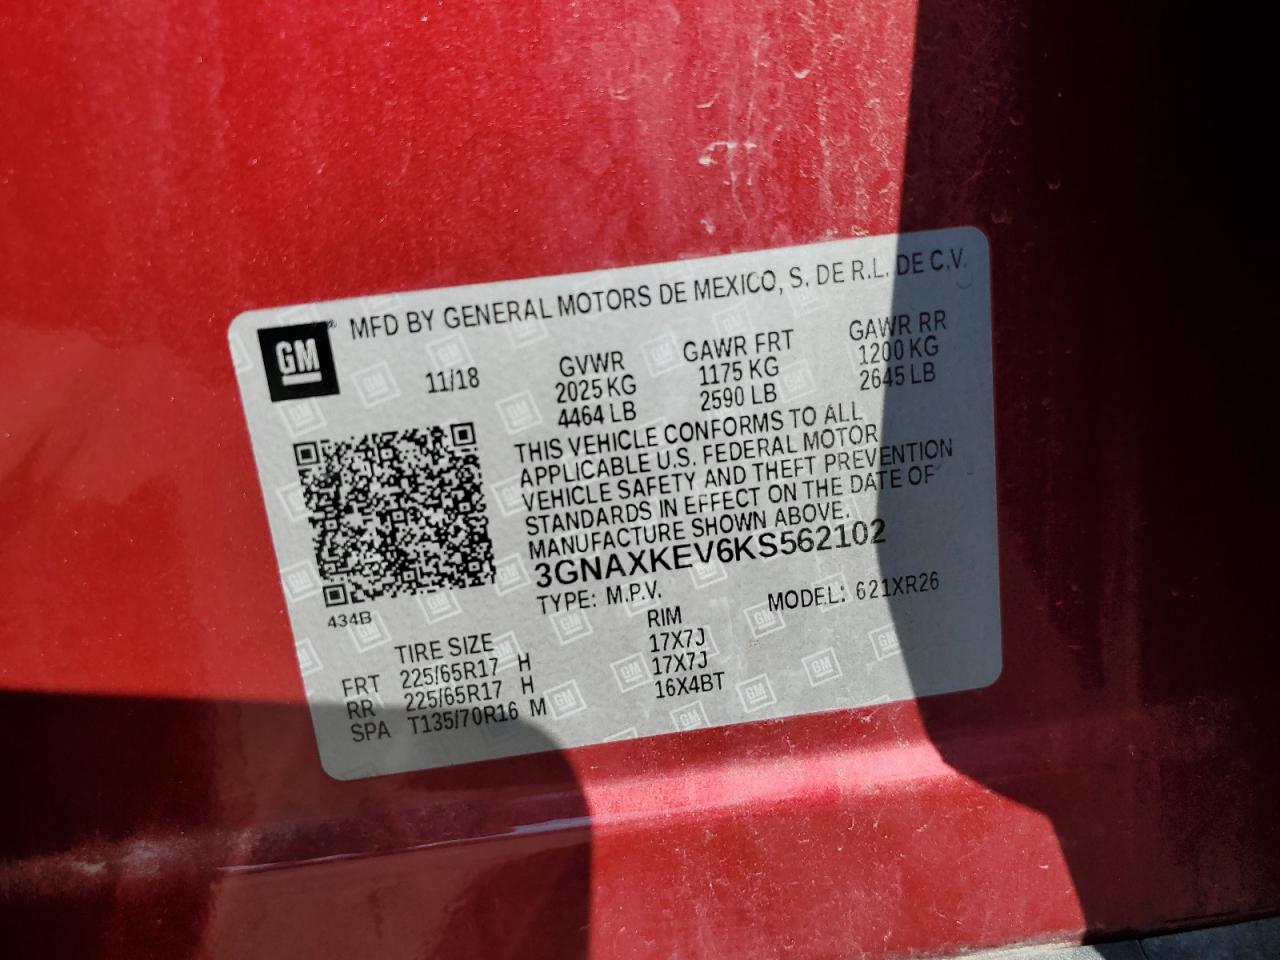 GM
MFD BY GENERAL MOTORS DE MEXICO, S. DE R.L. DE C.V.
11/18
GVWR GAWR FRT GAWR RR
2025 KG 1175 KG 1200 KG
4464 LB 2590 LB 2645 LB
THIS VEHICLE CONFORMS TO ALL
APPLICABLE U.S. FEDERAL MOTOR
VEHICLE SAFETY AND THEFT PREVENTION
STANDARDS IN EFFECT ON THE DATE OF
MANUFACTURE SHOWN ABOVE.
3GNAXKEV6KS562102
TYPE: M.P.V. MODEL: 621XR26
434B
TIRE SIZE RIM
FRT 225/65R17 H 17X7J
RR 225/65R17 H 17X7J
SPA T135/70R16 M 16X4BT